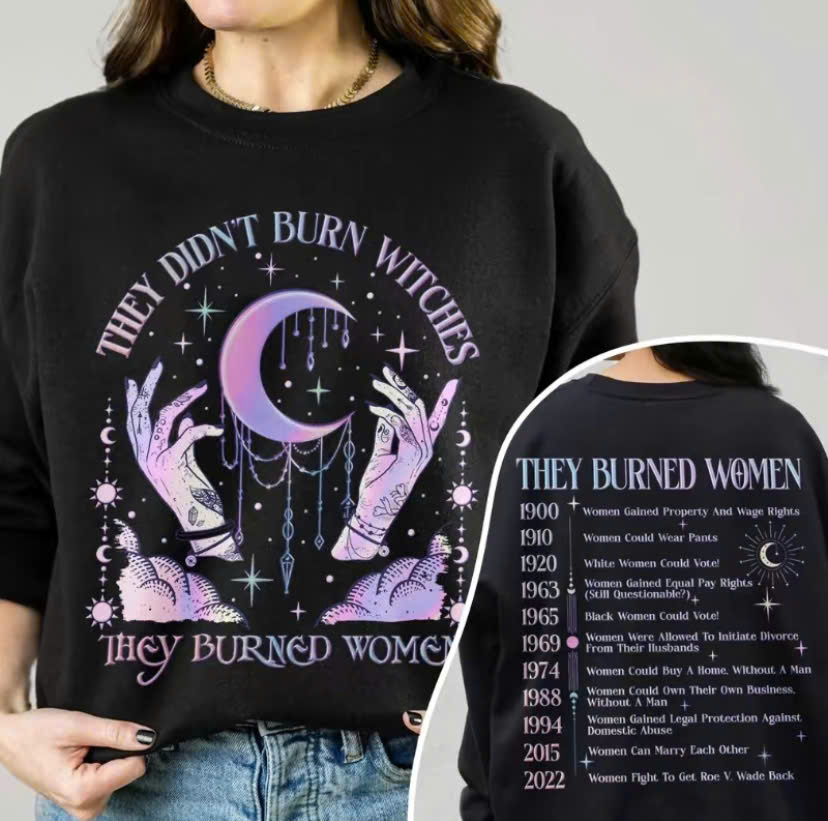 THEY DIDN'T BURN WITCHES
THEY BURNED WOMEN
THEY BURNED WOMEN
1900 Women Gained Property And Wage Rights
1910 Women Could Wear Pants
1920 White Women Could Vote!
1963 Women Gained Equal Pay Rights
(Still Questionable?)
1965 Black Women Could Vote!
1969 Women Were Allowed To Initiate Divorce
From Their Husbands
1974 Women Could Buy A Home, Without A Man
1988 Women Could Own Their Own Business,
Without A Man
1994 Women Gained Legal Protection Against
Domestic Abuse
2015 Women Can Marry Each Other
2022 Women Fight To Get Roe V. Wade Back